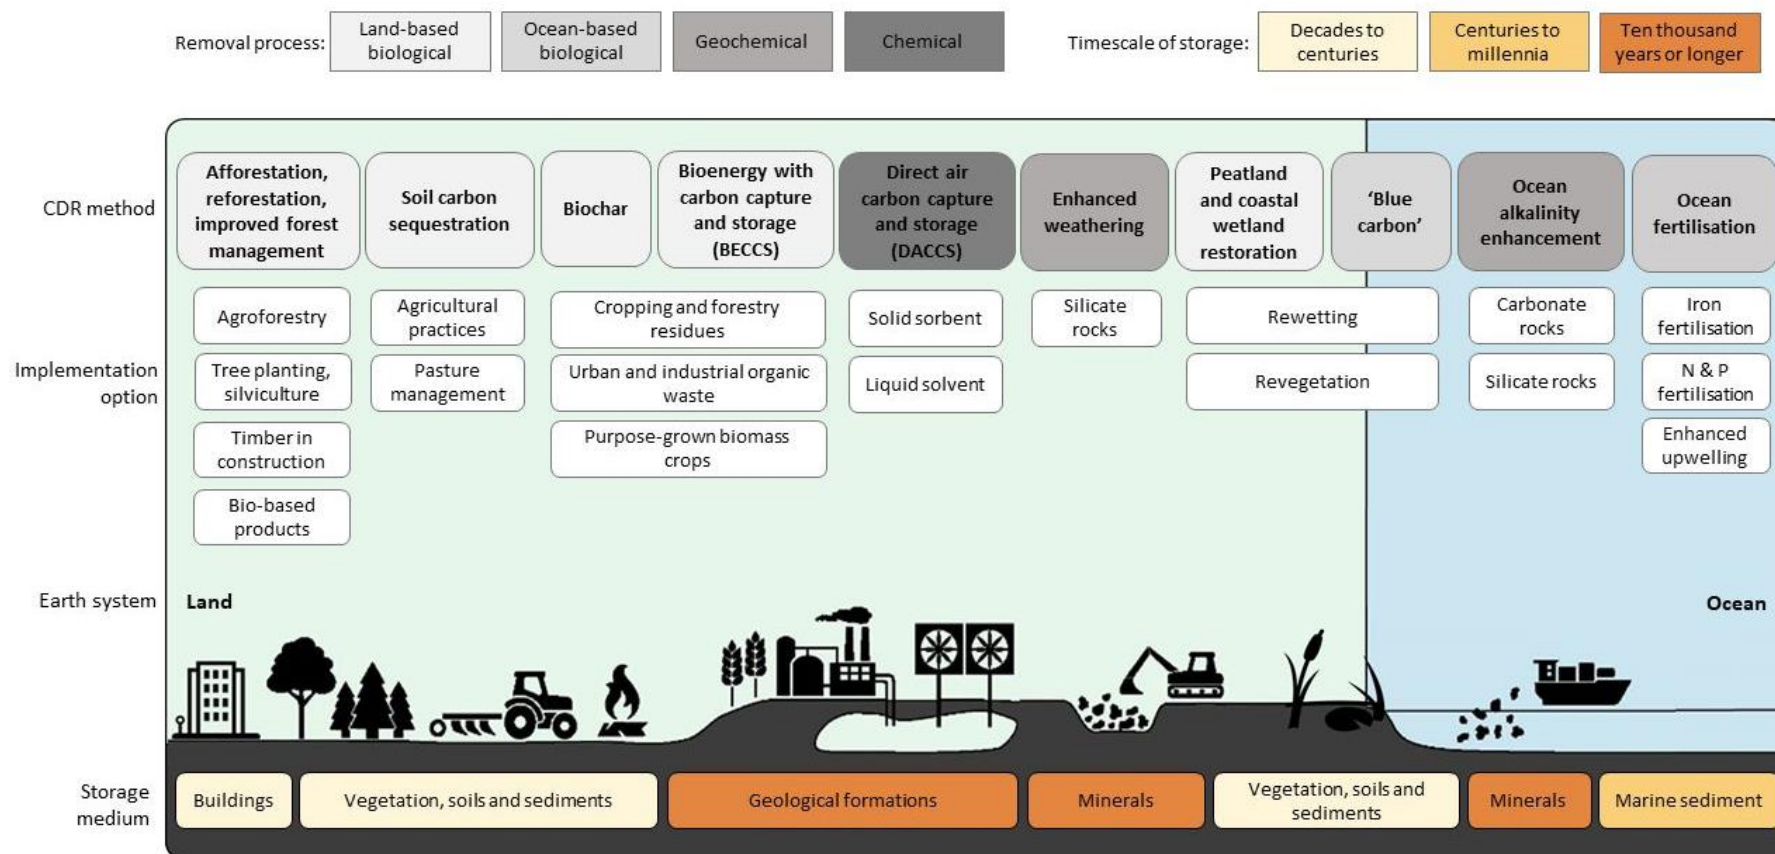 Removal process:
Land-based
biological
Ocean-based
biological
Geochemical
Chemical
Timescale of storage:
Decades to
centuries
Centuries to
millennia
Ten thousand
years or longer
CDR method
Afforestation,
reforestation,
improved forest
management
Soil carbon
sequestration
Biochar
Bioenergy with
carbon capture
and storage
(BECCS)
Direct air
carbon capture
and storage
(DACCS)
Enhanced
weathering
Peatland
and coastal
wetland
restoration
‘Blue
carbon’
Ocean
alkalinity
enhancement
Ocean
fertilisation
Implementation
option
Agroforestry
Tree planting,
silviculture
Timber in
construction
Bio-based
products
Agricultural
practices
Pasture
management
Cropping and forestry
residues
Urban and industrial organic
waste
Purpose-grown biomass
crops
Solid sorbent
Liquid solvent
Silicate
rocks
Rewetting
Revegetation
Carbonate
rocks
Silicate rocks
Iron
fertilisation
N & P
fertilisation
Enhanced
upwelling
Earth system
Land
Ocean
Storage
medium
Buildings
Vegetation, soils and sediments
Geological formations
Minerals
Vegetation, soils and
sediments
Minerals
Marine sediment